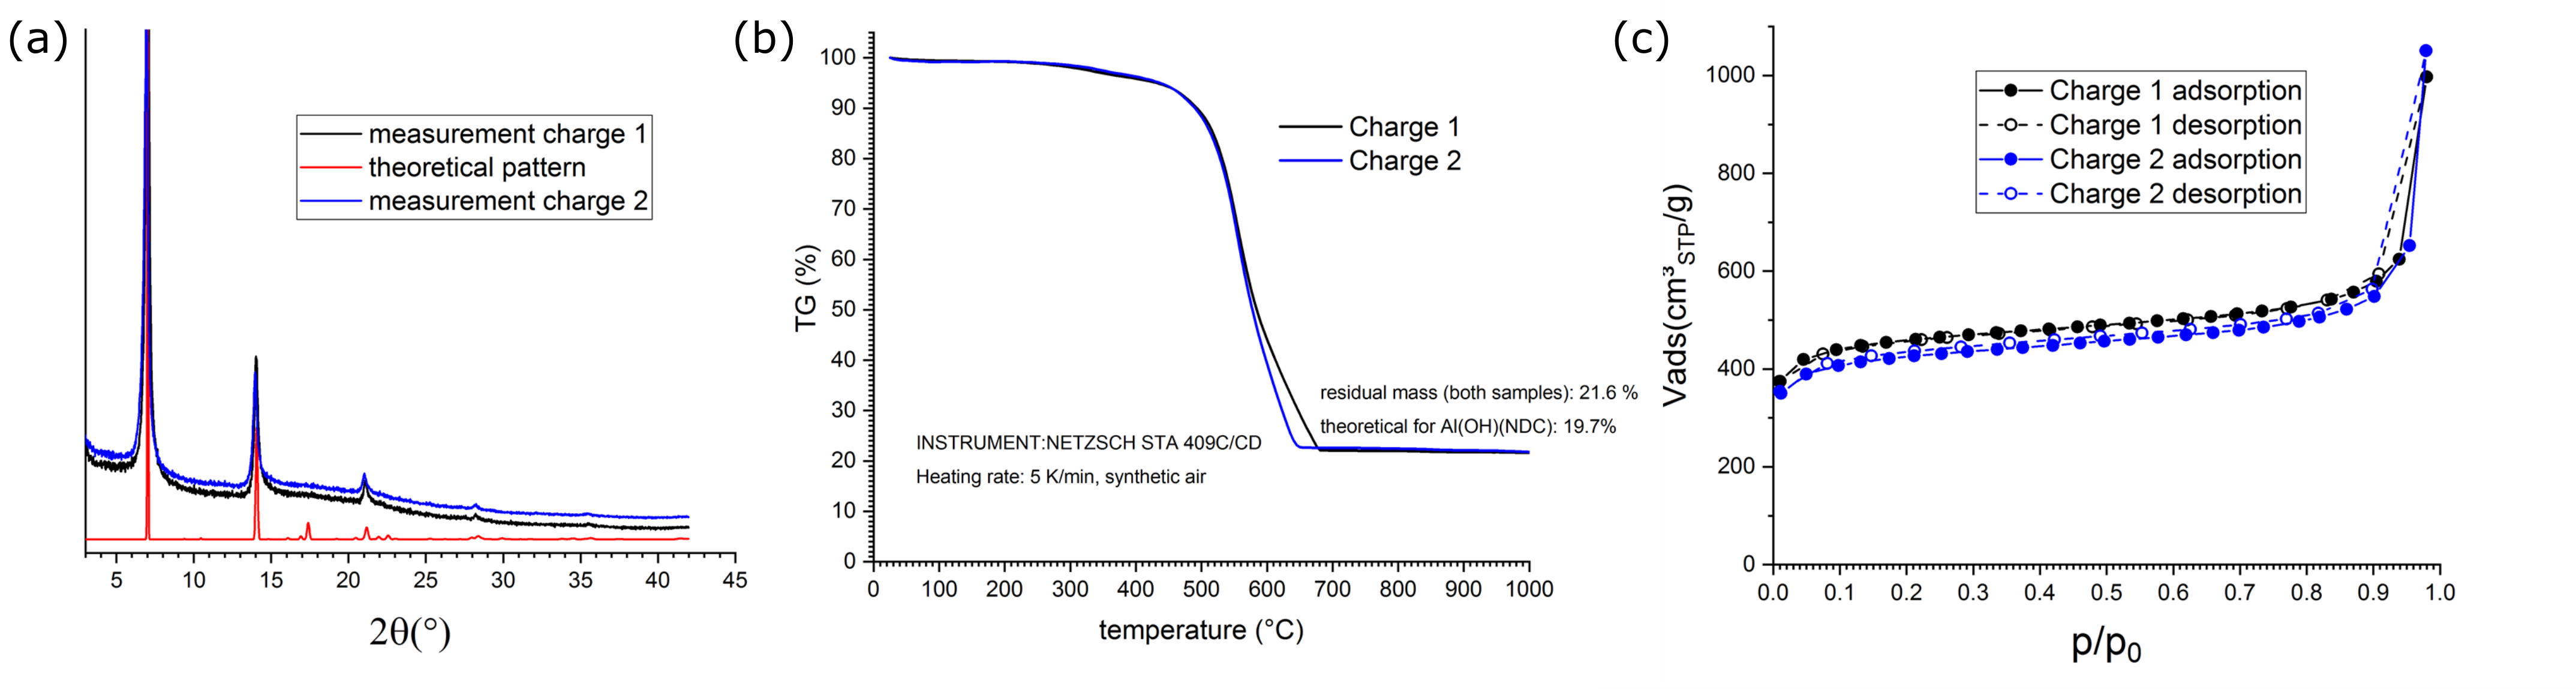 (a)
measurement charge 1
theoretical pattern
measurement charge 2
5 10 15 20 25 30 35 40 45
2θ(°)
(b)
100
90
80
70
60
50
40
30
20
10
0
TG (%)
Charge 1
Charge 2
residual mass (both samples): 21.6 %
theoretical for Al(OH)(NDC): 19.7%
INSTRUMENT:NETZSCH STA 409C/CD
Heating rate: 5 K/min, synthetic air
0 100 200 300 400 500 600 700 800 900 1000
temperature (°C)
(c)
1000
800
600
400
200
0
Vads(cm³STP/g)
Charge 1 adsorption
Charge 1 desorption
Charge 2 adsorption
Charge 2 desorption
0.0 0.1 0.2 0.3 0.4 0.5 0.6 0.7 0.8 0.9 1.0
p/p0